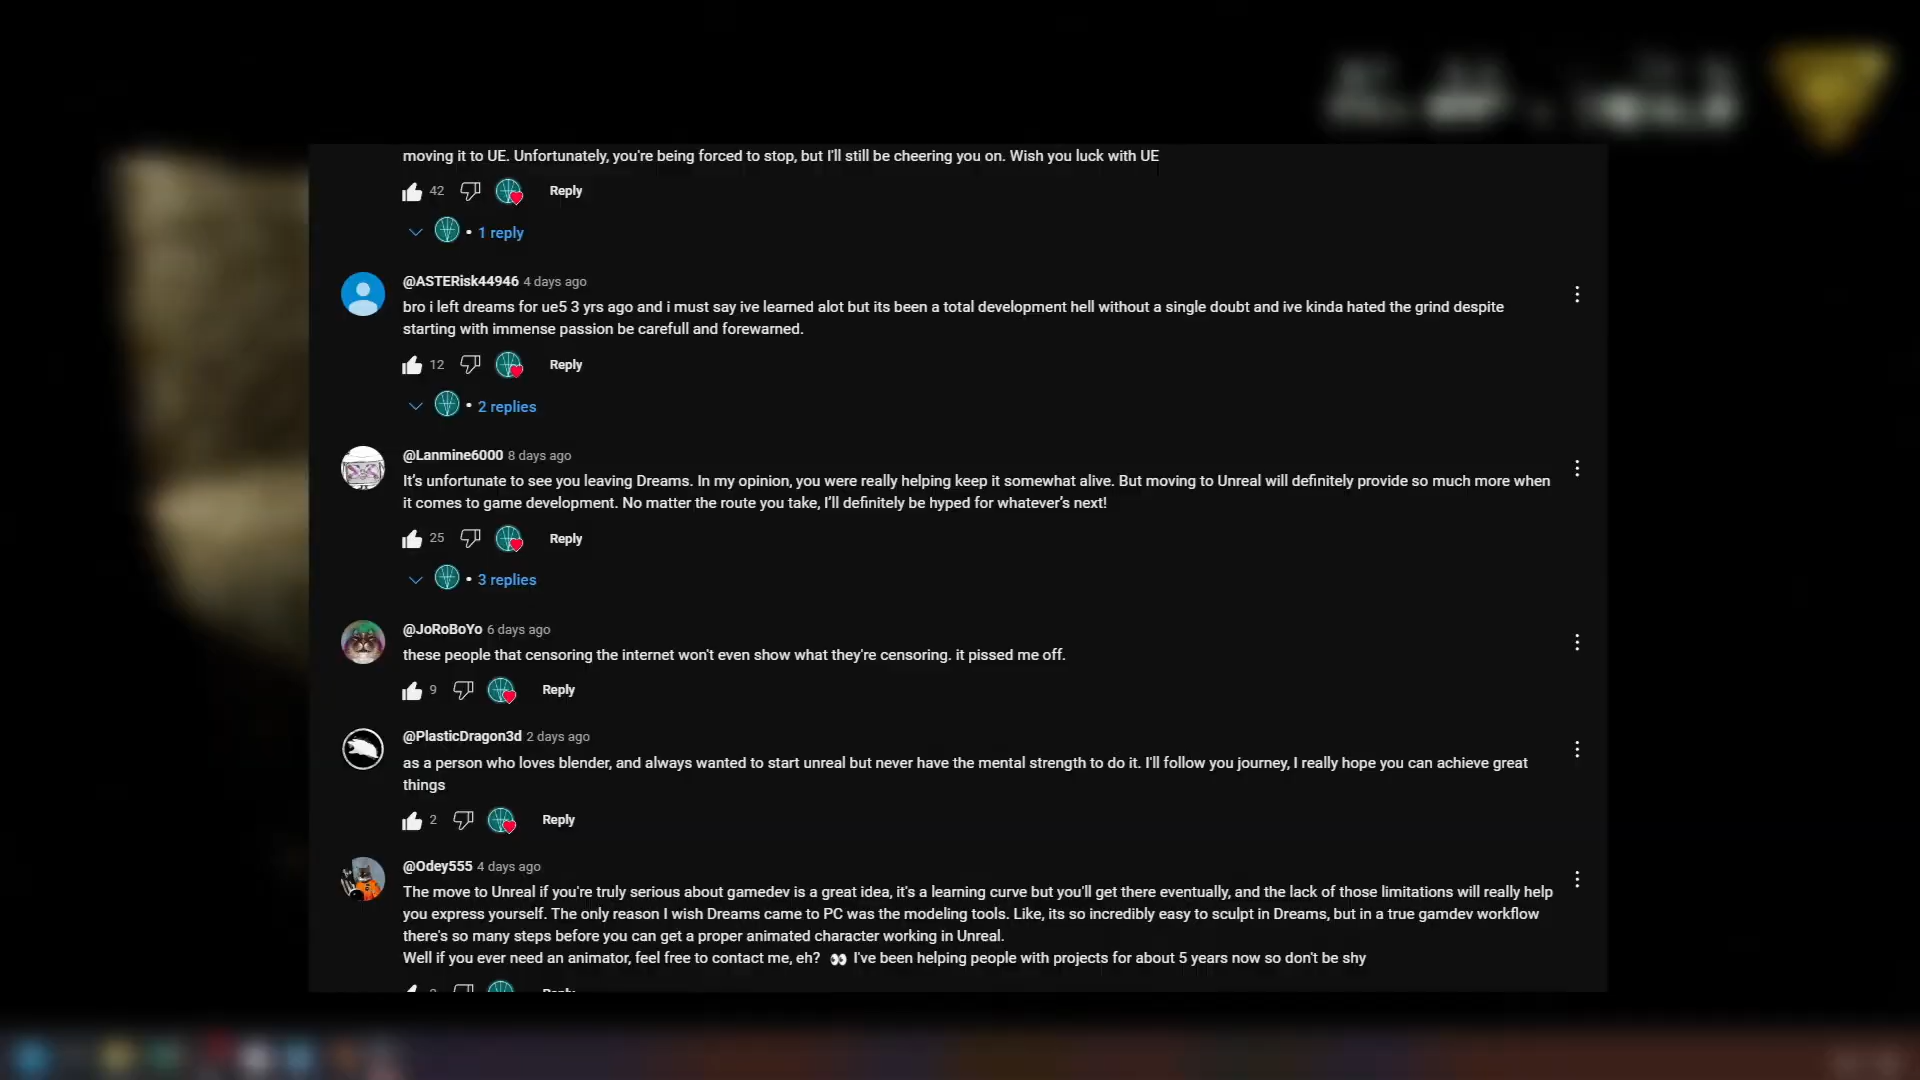 moving it to UE. Unfortunately, you're being forced to stop, but I'll still be cheering you on. Wish you luck with UE
42 Reply
• 1 reply
@ASTERisk44946 4 days ago
bro i left dreams for ue5 3 yrs ago and i must say ive learned alot but its been a total development hell without a single doubt and ive kinda hated the grind despite
starting with immense passion be carefull and forewarned.
12 Reply
• 2 replies
@Lanmine6000 8 days ago
It’s unfortunate to see you leaving Dreams. In my opinion, you were really helping keep it somewhat alive. But moving to Unreal will definitely provide so much more when
it comes to game development. No matter the route you take, I’ll definitely be hyped for whatever’s next!
25 Reply
• 3 replies
@JoRoBoYo 6 days ago
these people that censoring the internet won't even show what they're censoring. it pissed me off.
9 Reply
@PlasticDragon3d 2 days ago
as a person who loves blender, and always wanted to start unreal but never have the mental strength to do it. I'll follow you journey, I really hope you can achieve great
things
2 Reply
@Odey555 4 days ago
The move to Unreal if you're truly serious about gamedev is a great idea, it's a learning curve but you'll get there eventually, and the lack of those limitations will really help
you express yourself. The only reason I wish Dreams came to PC was the modeling tools. Like, its so incredibly easy to sculpt in Dreams, but in a true gamdev workflow
there's so many steps before you can get a proper animated character working in Unreal.
Well if you ever need an animator, feel free to contact me, eh? 👀 I've been helping people with projects for about 5 years now so don't be shy
Reply